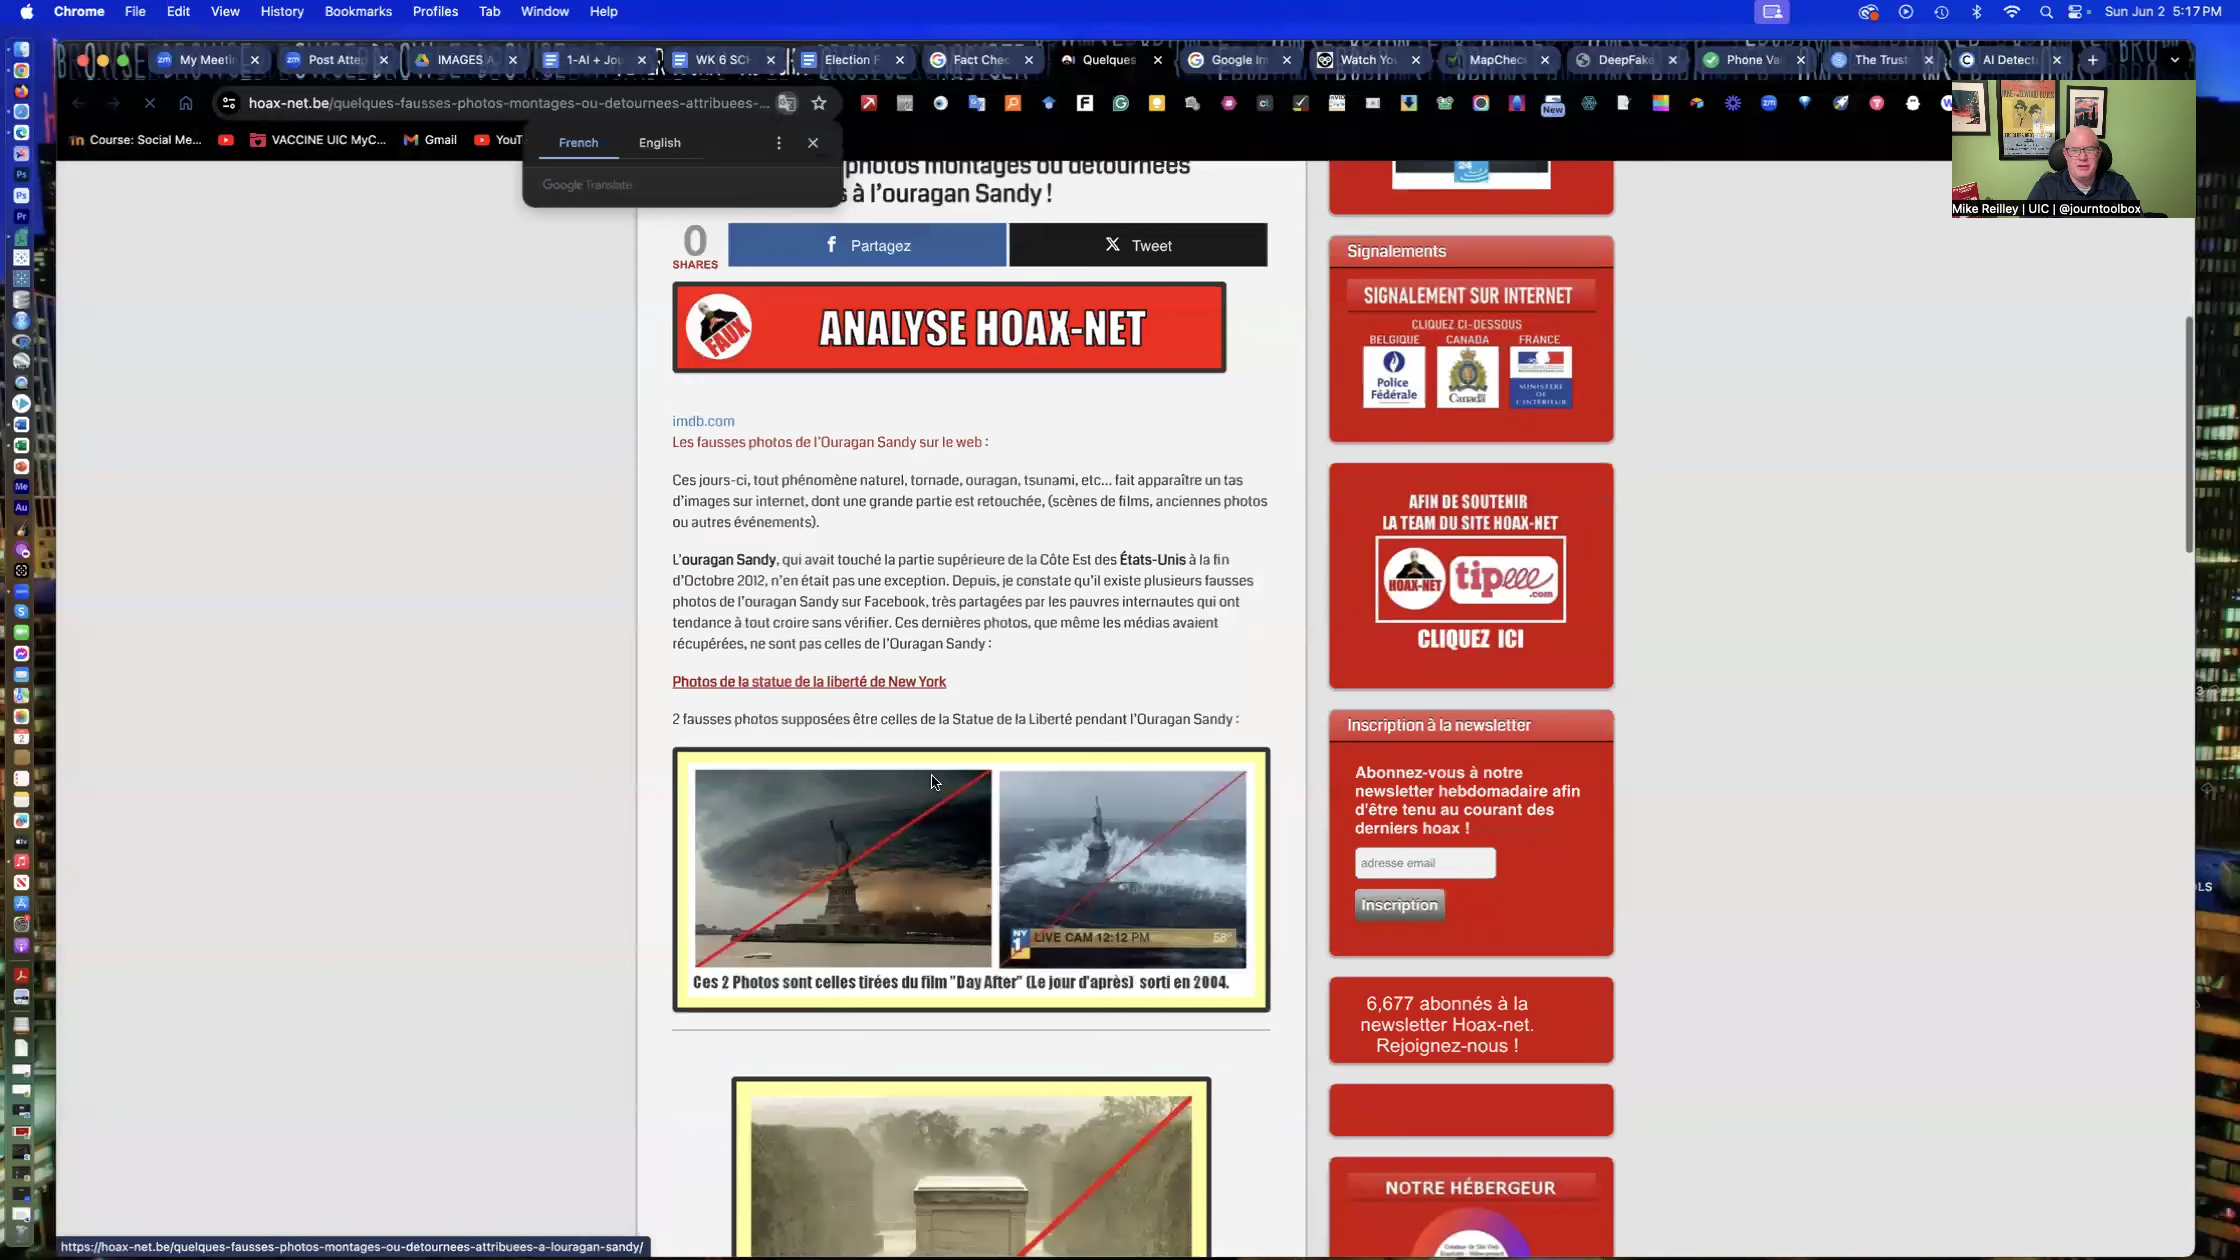 Chrome File Edit View History Bookmarks Profiles Tab Window Help
Sun Jun 2 5:17 PM
My Meeti
Post Atte
IMAGES A
1-AI + Jou
WK 6 SCH
Election F
Fact Chec
Quelques
Google Im
Watch Yo
MapChec
DeepFake
Phone Va
The Trust
AI Detect
hoax-net.be/quelques-fausses-photos-montages-ou-detournees-attribuees-...
New
Course: Social Me...
VACCINE UIC MyC...
Gmail
YouT
French English
Google Translate
Mike Reilley | UIC | @journtoolbox
photos montages ou détournées
s à l'ouragan Sandy !
0
SHARES
Partagez
Tweet
FAUX
ANALYSE HOAX-NET
imdb.com
Les fausses photos de l'Ouragan Sandy sur le web :
Ces jours-ci, tout phénomène naturel, tornade, ouragan, tsunami, etc... fait apparaître un tas
d'images sur internet, dont une grande partie est retouchée, (scènes de films, anciennes photos
ou autres événements).
L'ouragan Sandy, qui avait touché la partie supérieure de la Côte Est des États-Unis à la fin
d'Octobre 2012, n'en était pas une exception. Depuis, je constate qu'il existe plusieurs fausses
photos de l'ouragan Sandy sur Facebook, très partagées par les pauvres internautes qui ont
tendance à tout croire sans vérifier. Ces dernières photos, que même les médias avaient
récupérées, ne sont pas celles de l'Ouragan Sandy :
Photos de la statue de la liberté de New York
2 fausses photos supposées être celles de la Statue de la Liberté pendant l'Ouragan Sandy :
NY
1
LIVE CAM 12:12 PM
58°
Ces 2 Photos sont celles tirées du film "Day After" (Le jour d'après) sorti en 2004.
24
Signalements
SIGNALEMENT SUR INTERNET
CLIQUEZ CI-DESSOUS
BELGIQUE CANADA FRANCE
Police
Fédérale
Canada
MINISTÈRE
DE
L'INTÉRIEUR
AFIN DE SOUTENIR
LA TEAM DU SITE HOAX-NET
HOAX-NET
tipeee
.com
CLIQUEZ ICI
Inscription à la newsletter
Abonnez-vous à notre
newsletter hebdomadaire afin
d'être tenu au courant des
derniers hoax !
adresse email
Inscription
6,677 abonnés à la
newsletter Hoax-net.
Rejoignez-nous !
NOTRE HÉBERGEUR
https://hoax-net.be/quelques-fausses-photos-montages-ou-detournees-attribuees-a-louragan-sandy/